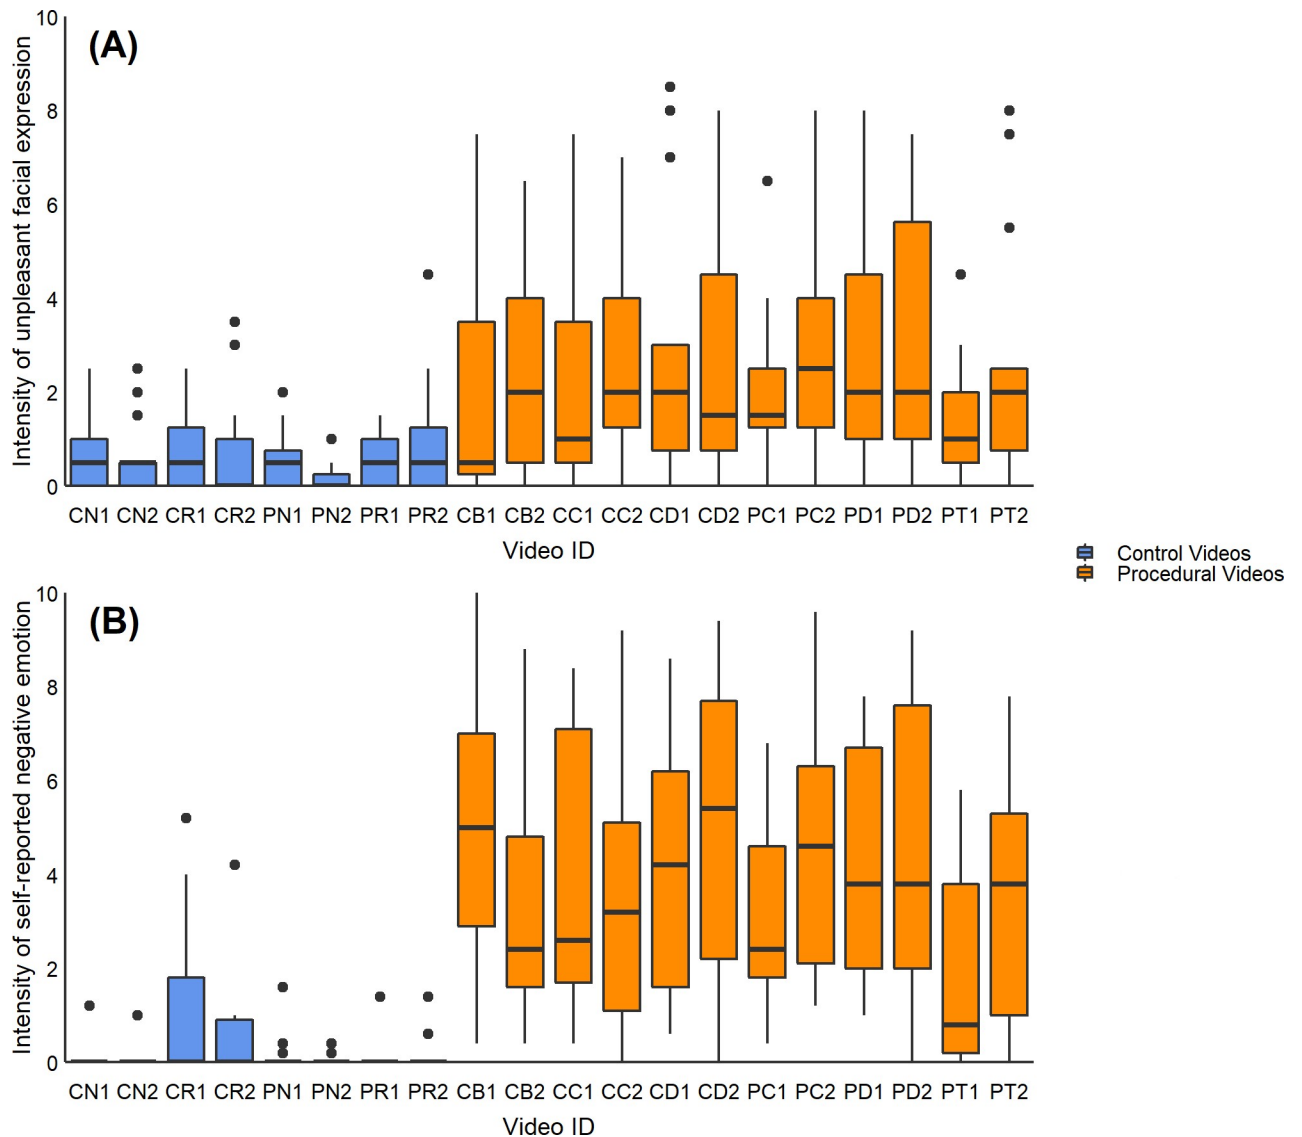 (A)
Intensity of unpleasant facial expression
10
8
6
4
2
0
CN1 CN2 CR1 CR2 PN1 PN2 PR1 PR2 CB1 CB2 CC1 CC2 CD1 CD2 PC1 PC2 PD1 PD2 PT1 PT2
Video ID
Control Videos
Procedural Videos
(B)
Intensity of self-reported negative emotion
10
8
6
4
2
0
CN1 CN2 CR1 CR2 PN1 PN2 PR1 PR2 CB1 CB2 CC1 CC2 CD1 CD2 PC1 PC2 PD1 PD2 PT1 PT2
Video ID